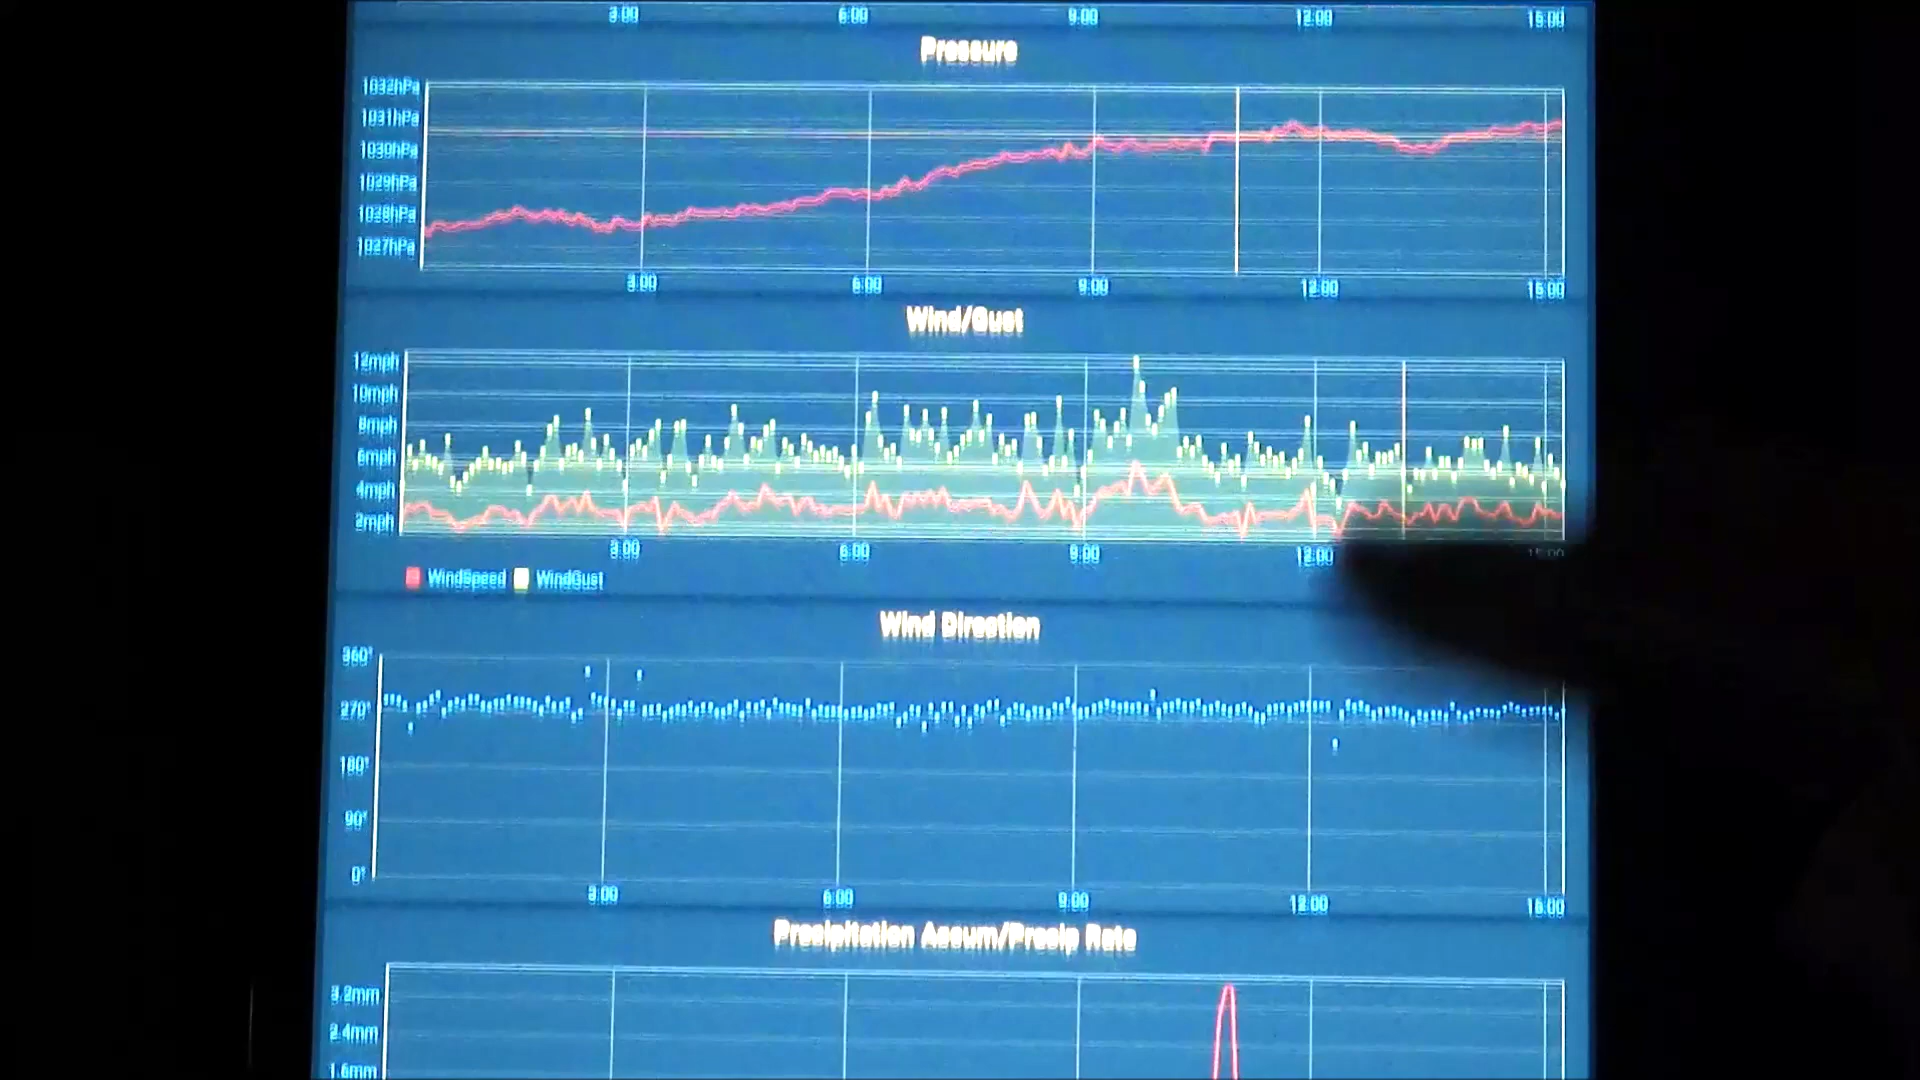 3:00 6:00 9:00 12:00 15:00
Pressure
1032hPa
1031hPa
1030hPa
1029hPa
1028hPa
1027hPa
3:00 6:00 9:00 12:00 15:00
Wind/Gust
12mph
10mph
8mph
6mph
4mph
2mph
3:00 6:00 9:00 12:00 15:00
WindSpeed WindGust
Wind Direction
360°
270°
180°
90°
0°
3:00 6:00 9:00 12:00 15:00
Precipitation Accum/Precip Rate
3.2mm
2.4mm
1.6mm